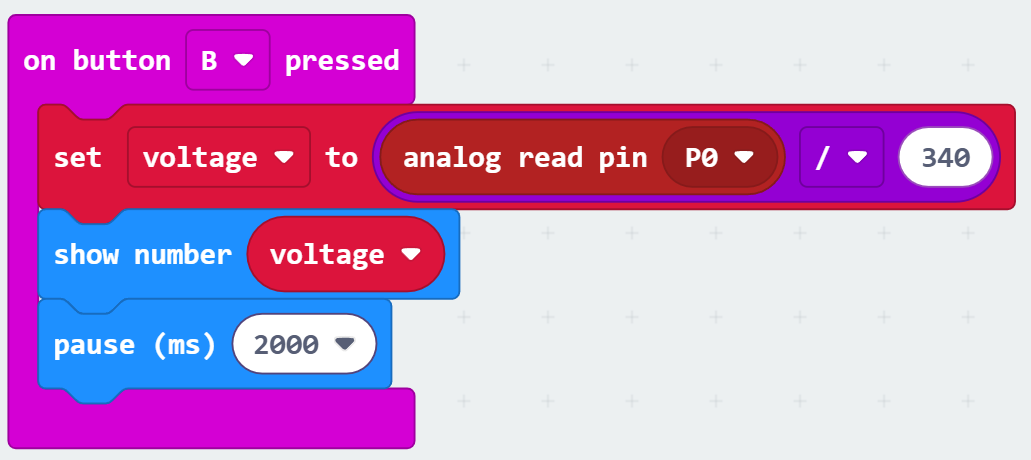 on button B pressed
set voltage to analog read pin P0 / 340
show number voltage
pause (ms) 2000